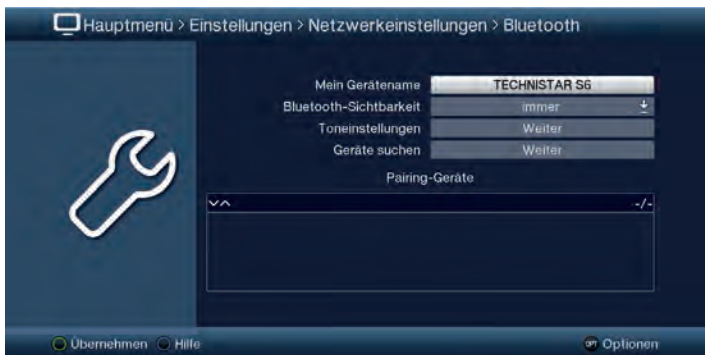 Hauptmenü > Einstellungen > Netzwerkeinstellungen > Bluetooth
Mein Gerätename TECHNISTAR S6
Bluetooth-Sichtbarkeit Immer
Toneinstellungen Weiter
Geräte suchen Weiter
Pairing-Geräte
-/-
Übernehmen Hilfe OPT Optionen